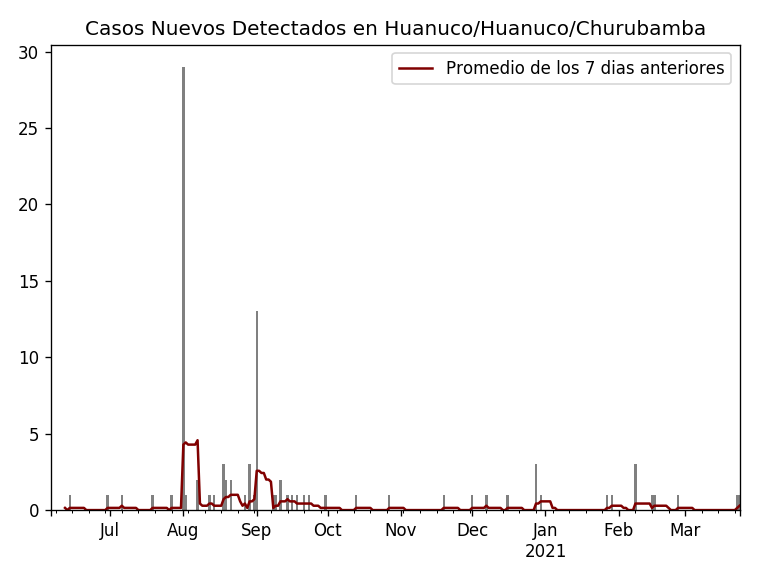 Casos Nuevos Detectados en Huanuco/Huanuco/Churubamba
Promedio de los 7 dias anteriores
30
25
20
15
10
5
0
Jul Aug Sep Oct Nov Dec Jan Feb Mar
2021